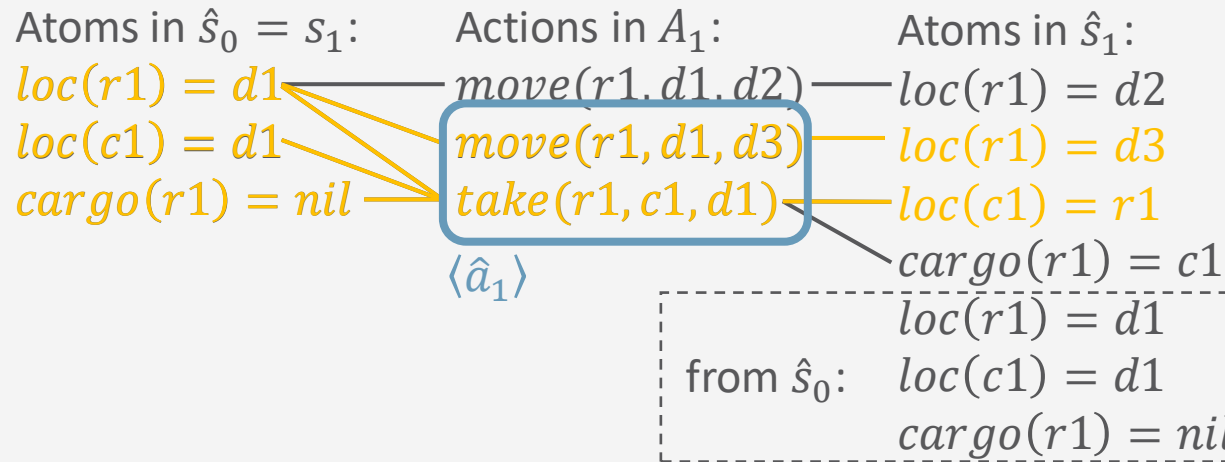 Atoms in ŝ₀ = s₁:
loc(r1) = d1
loc(c1) = d1
cargo(r1) = nil
Actions in A₁:
move(r1, d1, d2)
move(r1, d1, d3)
take(r1, c1, d1)
⟨â₁⟩
Atoms in ŝ₁:
loc(r1) = d2
loc(r1) = d3
loc(c1) = r1
cargo(r1) = c1
from ŝ₀:
loc(r1) = d1
loc(c1) = d1
cargo(r1) = nil